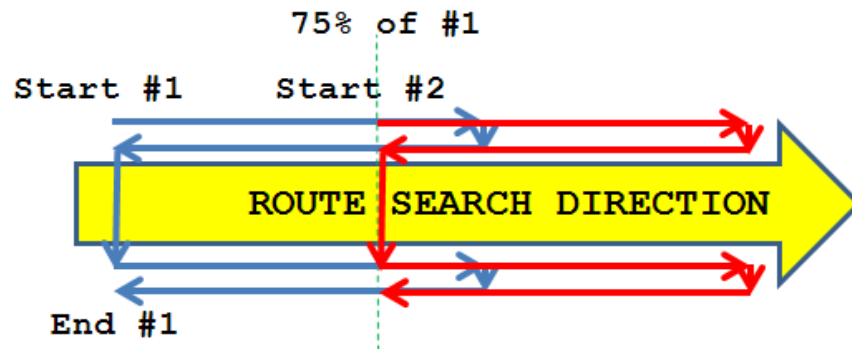 75% of #1
Start #1
Start #2
ROUTE SEARCH DIRECTION
End #1